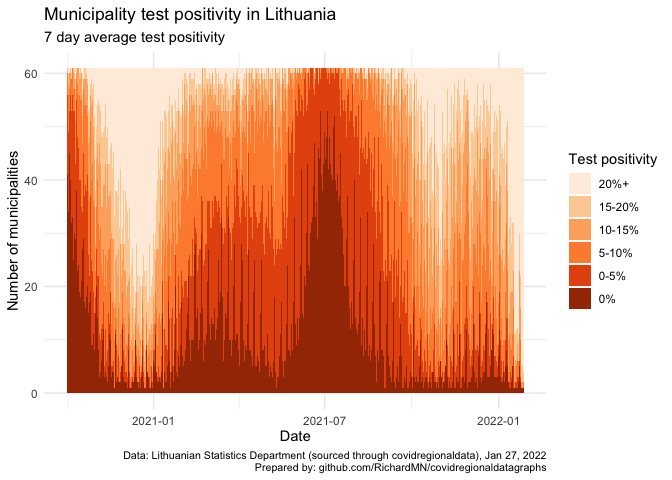 Municipality test positivity in Lithuania
7 day average test positivity
Number of municipalities
60
40
20
0
2021-01
2021-07
2022-01
Date
Test positivity
20%+
15-20%
10-15%
5-10%
0-5%
0%
Data: Lithuanian Statistics Department (sourced through covidregionaldata), Jan 27, 2022
Prepared by: github.com/RichardMN/covidregionaldatagraphs